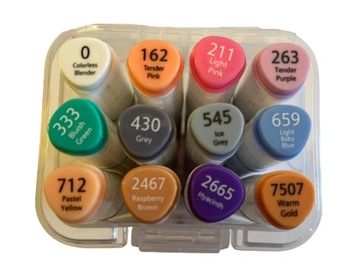 0
Colorless
Blender
162
Tender
Pink
211
Light
Pink
263
Tender
Purple
333
Bluish
Green
430
Grey
545
Ice Grey
659
Light
Baby
Blue
712
Pastel
Yellow
2467
Raspberry
Brown
2665
Hyacinth
7507
Warm
Gold